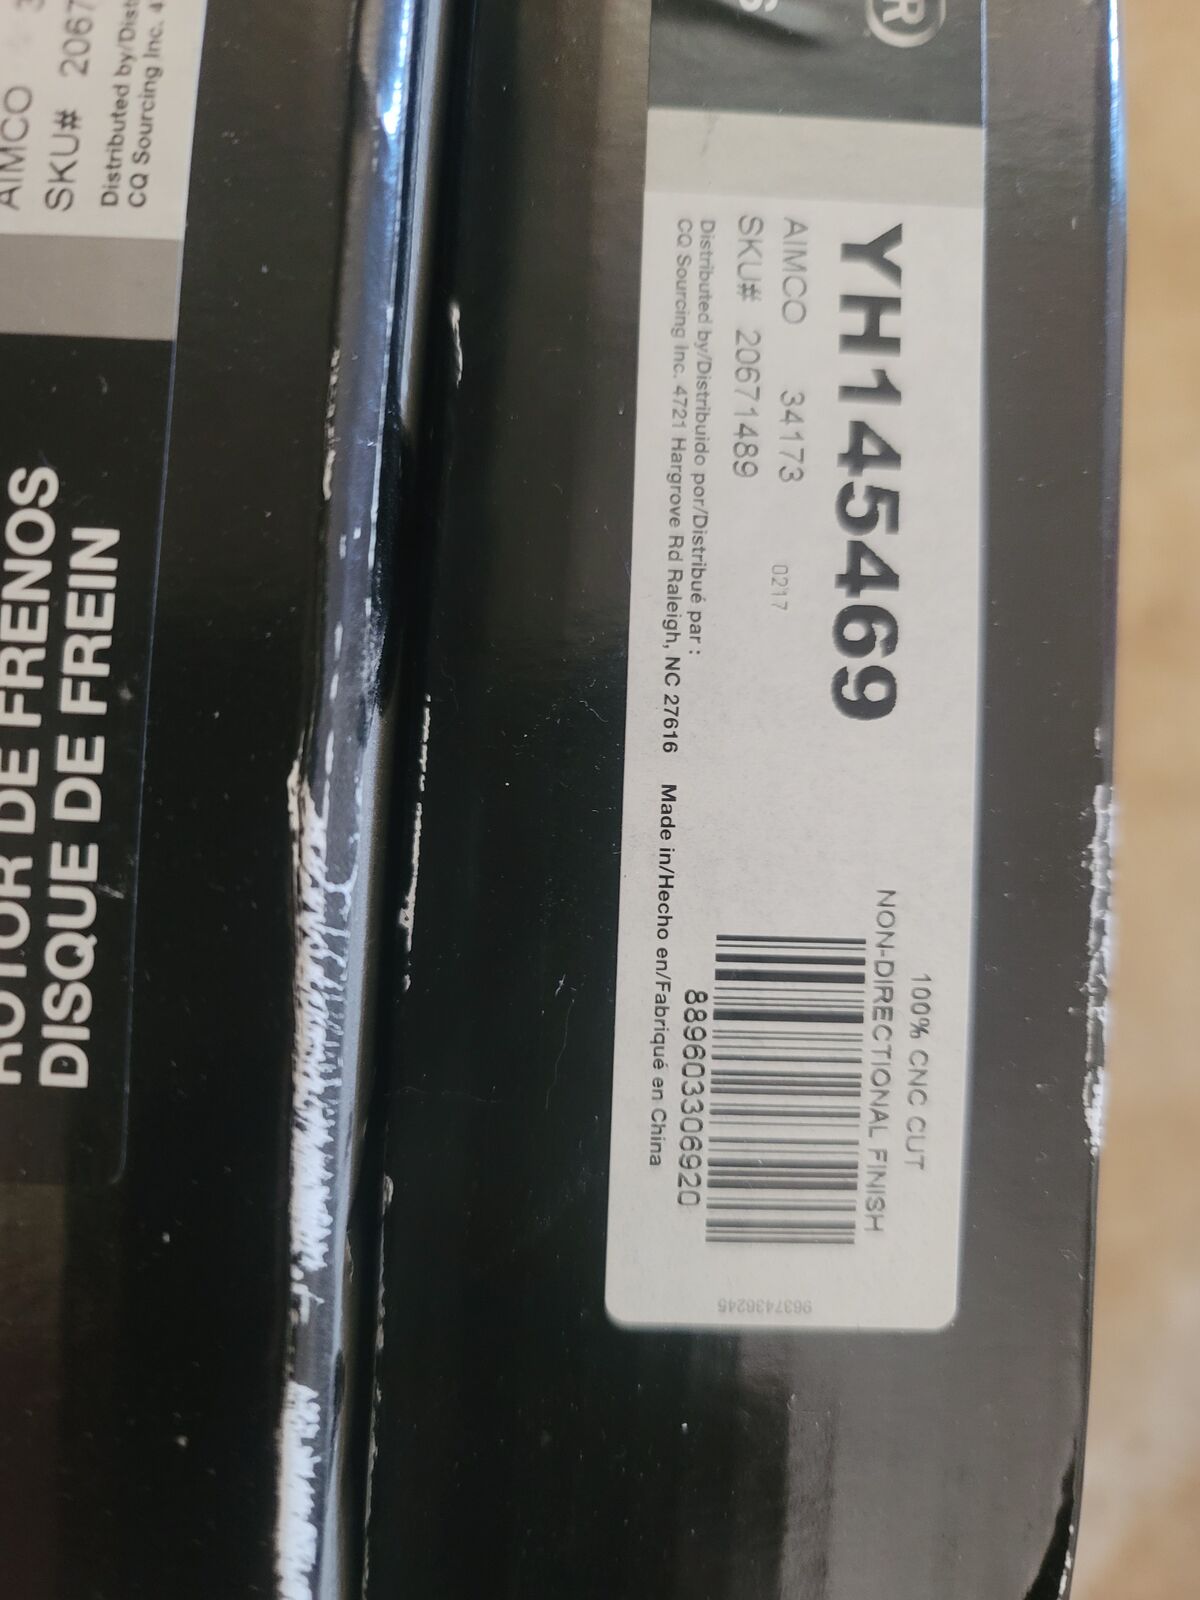 YH145469
AIMCO 34173
SKU# 20671489
0217
Distributed by/Distribuido por/Distribué par :
CQ Sourcing Inc. 4721 Hargrove Rd Raleigh, NC 27616 Made in/Hecho en/Fabriqué en China
100% CNC CUT
NON-DIRECTIONAL FINISH
889603306920
9637436245
AIMCO 3
SKU# 2067
Distributed by/Dist
CQ Sourcing Inc. 4
ROTOR DE FRENOS
DISQUE DE FREIN
R